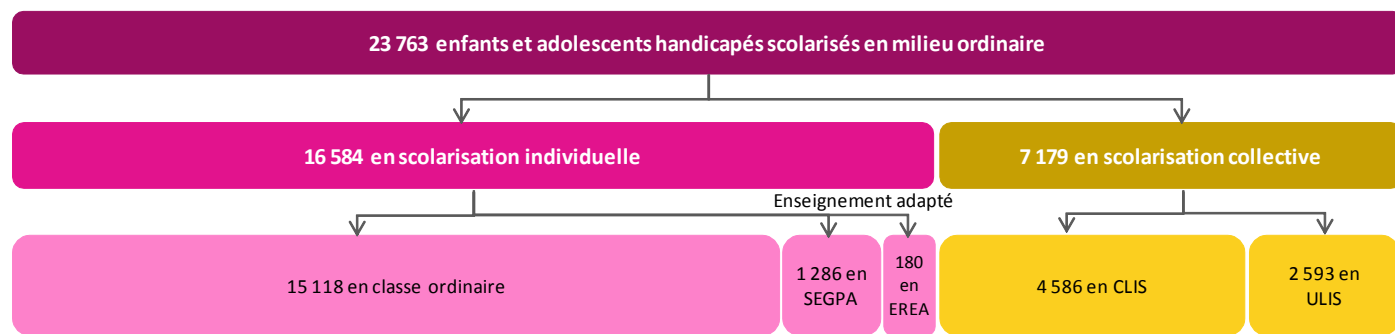 23 763 enfants et adolescents handicapés scolarisés en milieu ordinaire
16 584 en scolarisation individuelle
7 179 en scolarisation collective
Enseignement adapté
15 118 en classe ordinaire
1 286 en
SEGPA
180
en
EREA
4 586 en CLIS
2 593 en
ULIS